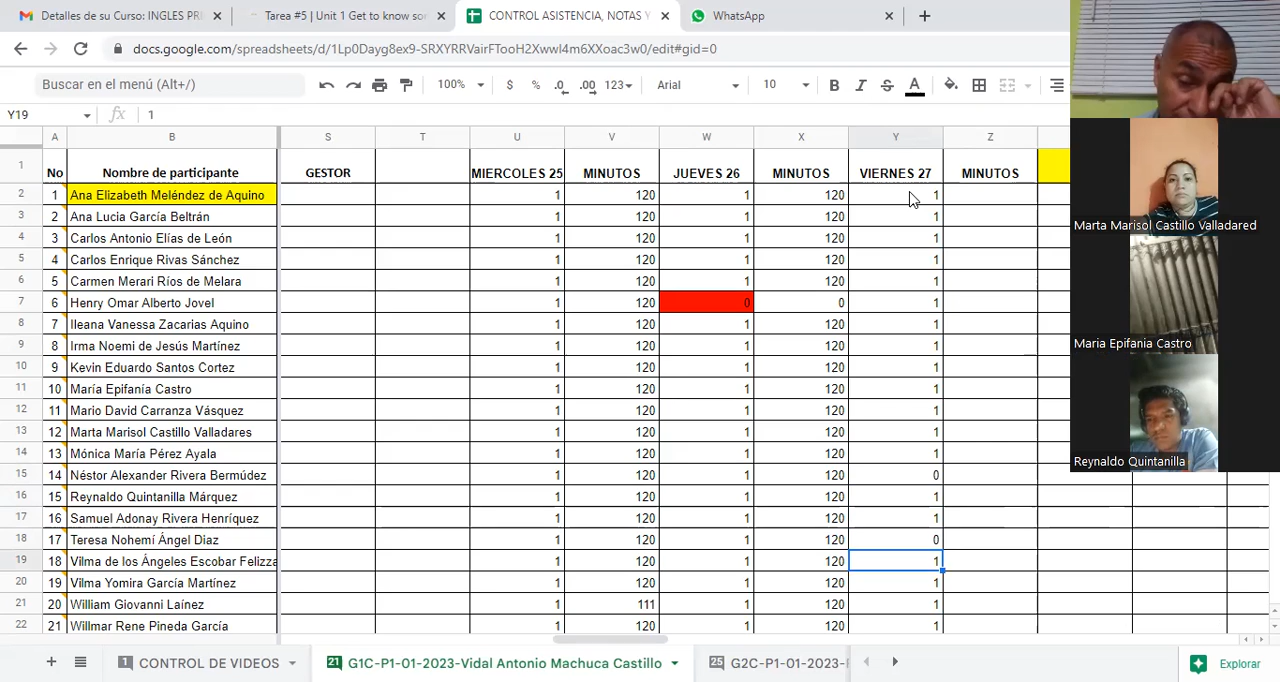 Detalles de su Curso: INGLES PR
Tarea #5 | Unit 1 Get to know so
CONTROL ASISTENCIA, NOTAS Y
WhatsApp
docs.google.com/spreadsheets/d/1Lp0Dayg8ex9-SRXYRRVairFTooH2Xwwl4m6XXoac3w0/edit#gid=0
Buscar en el menú (Alt+/) 100% $ % .0 .00 123 Arial 10 B I S A
Y19 fx 1
A B S T U V W X Y Z
1 No Nombre de participante GESTOR MIERCOLES 25 MINUTOS JUEVES 26 MINUTOS VIERNES 27 MINUTOS
2 1 Ana Elizabeth Meléndez de Aquino 1 120 1 120 1
3 2 Ana Lucia García Beltrán 1 120 1 120 1
4 3 Carlos Antonio Elías de León 1 120 1 120 1
5 4 Carlos Enrique Rivas Sánchez 1 120 1 120 1
6 5 Carmen Merari Ríos de Melara 1 120 1 120 1
7 6 Henry Omar Alberto Jovel 1 120 0 0 1
8 7 Ileana Vanessa Zacarias Aquino 1 120 1 120 1
9 8 Irma Noemi de Jesús Martínez 1 120 1 120 1
10 9 Kevin Eduardo Santos Cortez 1 120 1 120 1
11 10 María Epifanía Castro 1 120 1 120 1
12 11 Mario David Carranza Vásquez 1 120 1 120 1
13 12 Marta Marisol Castillo Valladares 1 120 1 120 1
14 13 Mónica María Pérez Ayala 1 120 1 120 1
15 14 Néstor Alexander Rivera Bermúdez 1 120 1 120 0
16 15 Reynaldo Quintanilla Márquez 1 120 1 120 1
17 16 Samuel Adonay Rivera Henríquez 1 120 1 120 1
18 17 Teresa Nohemí Ángel Diaz 1 120 1 120 0
19 18 Vilma de los Ángeles Escobar Felizza 1 120 1 120 1
20 19 Vilma Yomira García Martínez 1 120 1 120 1
21 20 William Giovanni Laínez 1 111 1 120 1
22 21 Willmar Rene Pineda García 1 120 1 120 1
Marta Marisol Castillo Valladared
Maria Epifania Castro
Reynaldo Quintanilla
1 CONTROL DE VIDEOS 21 G1C-P1-01-2023-Vidal Antonio Machuca Castillo 25 G2C-P1-01-2023- Explorar